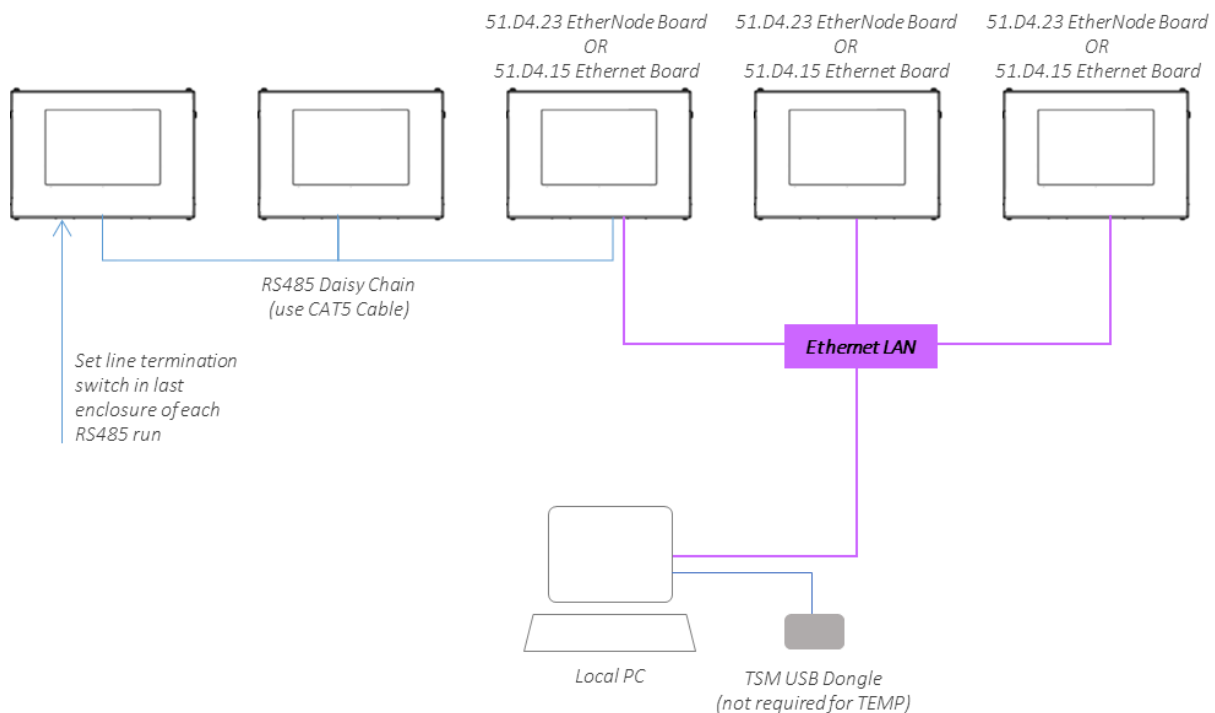 51.D4.23 EtherNode Board
OR
51.D4.15 Ethernet Board
51.D4.23 EtherNode Board
OR
51.D4.15 Ethernet Board
51.D4.23 EtherNode Board
OR
51.D4.15 Ethernet Board
RS485 Daisy Chain
(use CAT5 Cable)
Set line termination
switch in last
enclosure of each
RS485 run
Ethernet LAN
Local PC
TSM USB Dongle
(not required for TEMP)